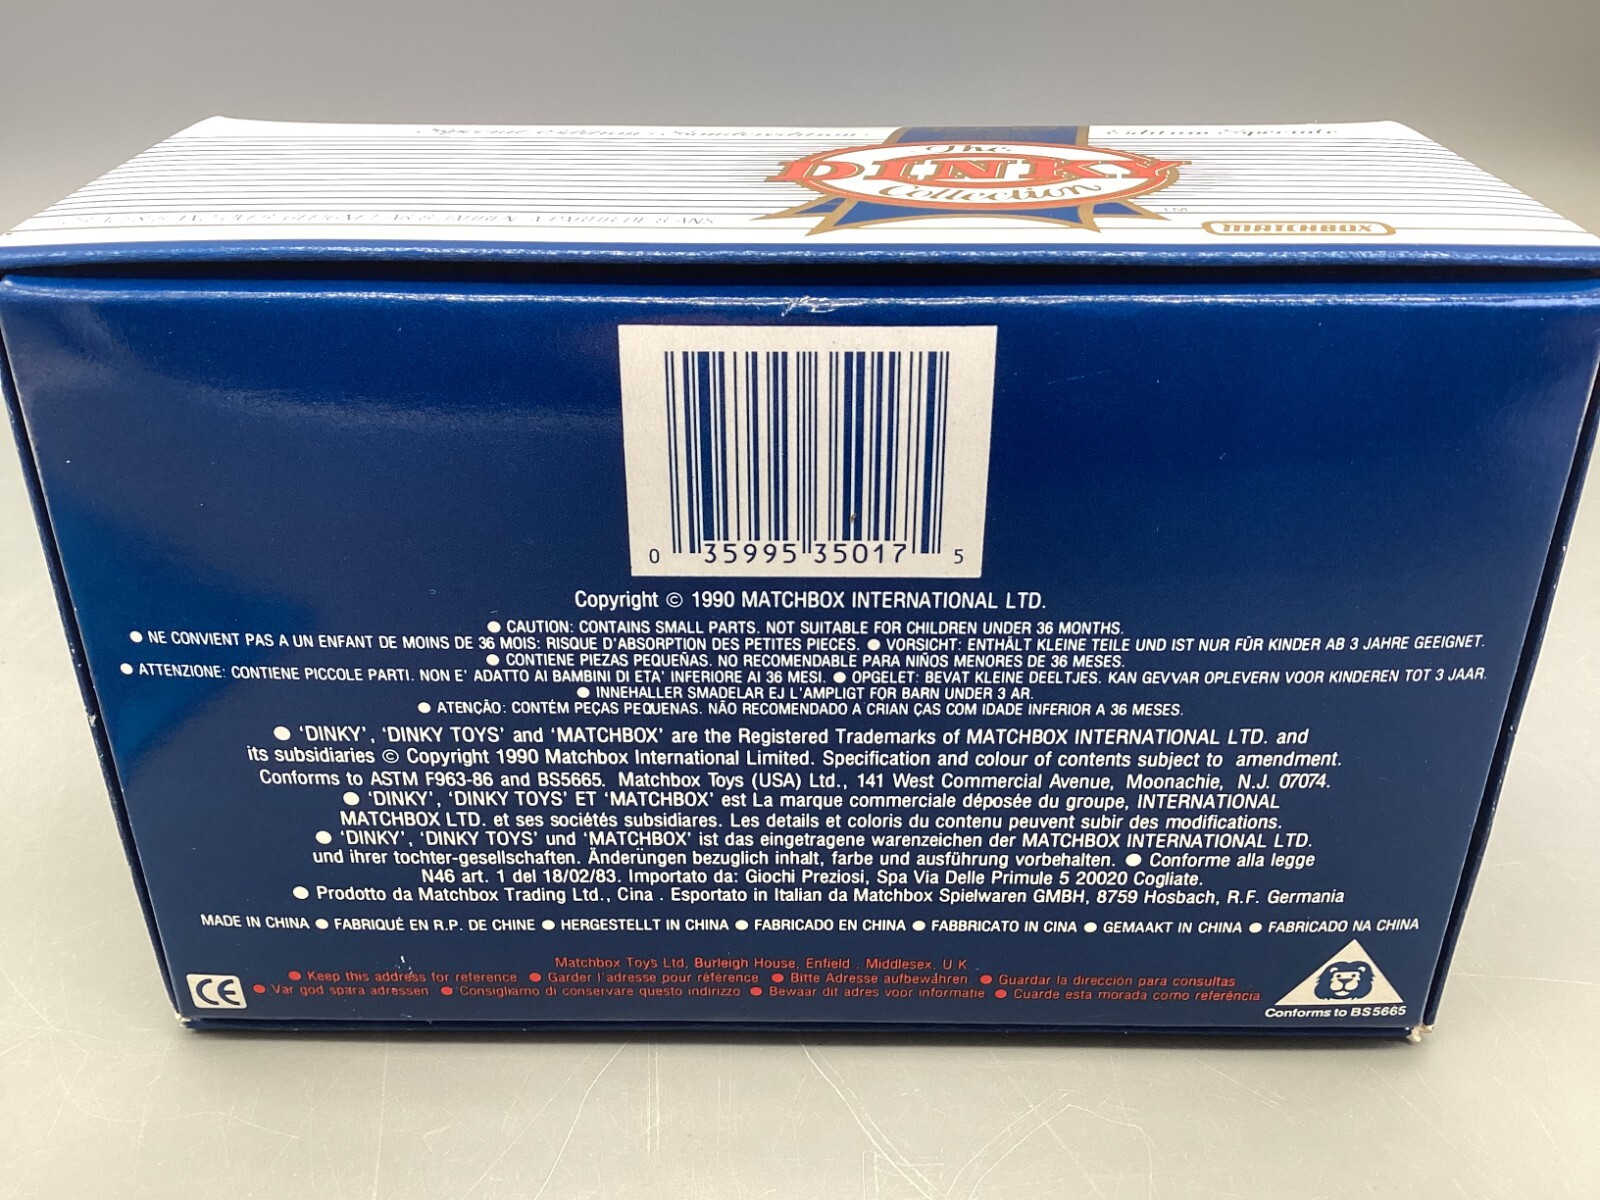 Special Edition Sonderedition
Edition Speciale
The
DINKY
Collection
TM
MATCHBOX
0 35995 35017 5
Copyright © 1990 MATCHBOX INTERNATIONAL LTD.
● CAUTION: CONTAINS SMALL PARTS. NOT SUITABLE FOR CHILDREN UNDER 36 MONTHS.
● NE CONVIENT PAS A UN ENFANT DE MOINS DE 36 MOIS: RISQUE D'ABSORPTION DES PETITES PIECES. ● VORSICHT: ENTHÄLT KLEINE TEILE UND IST NUR FÜR KINDER AB 3 JAHRE GEEIGNET.
● CONTIENE PIEZAS PEQUEÑAS. NO RECOMENDABLE PARA NIÑOS MENORES DE 36 MESES.
● ATTENZIONE: CONTIENE PICCOLE PARTI. NON E' ADATTO AI BAMBINI DI ETA' INFERIORE AI 36 MESI. ● OPGELET: BEVAT KLEINE DEELTJES. KAN GEVVAR OPLEVERN VOOR KINDEREN TOT 3 JAAR.
● INNEHALLER SMADELAR EJ L'AMPLIGT FOR BARN UNDER 3 AR.
● ATENÇÃO: CONTÉM PEÇAS PEQUENAS. NÃO RECOMENDADO A CRIAN ÇAS COM IDADE INFERIOR A 36 MESES.
● 'DINKY', 'DINKY TOYS' and 'MATCHBOX' are the Registered Trademarks of MATCHBOX INTERNATIONAL LTD. and
its subsidiaries © Copyright 1990 Matchbox International Limited. Specification and colour of contents subject to amendment.
Conforms to ASTM F963-86 and BS5665. Matchbox Toys (USA) Ltd., 141 West Commercial Avenue, Moonachie, N.J. 07074.
● 'DINKY', 'DINKY TOYS' ET 'MATCHBOX' est La marque commerciale déposée du groupe, INTERNATIONAL
MATCHBOX LTD. et ses sociétés subsidiares. Les details et coloris du contenu peuvent subir des modifications.
● 'DINKY', 'DINKY TOYS' und 'MATCHBOX' ist das eingetragene warenzeichen der MATCHBOX INTERNATIONAL LTD.
und ihrer tochter-gesellschaften. Änderüngen bezuglich inhalt, farbe und ausführung vorbehalten. ● Conforme alla legge
N46 art. 1 del 18/02/83. Importato da: Giochi Preziosi, Spa Via Delle Primule 5 20020 Cogliate.
● Prodotto da Matchbox Trading Ltd., Cina . Esportato in Italian da Matchbox Spielwaren GMBH, 8759 Hosbach, R.F. Germania
MADE IN CHINA ● FABRIQUÉ EN R.P. DE CHINE ● HERGESTELLT IN CHINA ● FABRICADO EN CHINA ● FABBRICATO IN CINA ● GEMAAKT IN CHINA ● FABRICADO NA CHINA
Matchbox Toys Ltd, Burleigh House, Enfield . Middlesex, U.K.
● Keep this address for reference ● Garder l'adresse pour référence ● Bitte Adresse aufbewähren ● Guardar la dirección para consultas
● Var god spara adressen ● Consigliamo di conservare questo indirizzo ● Bewaar dit adres voor informatie ● Cuarde esta morada como referência
CE
Conforms to BS5665